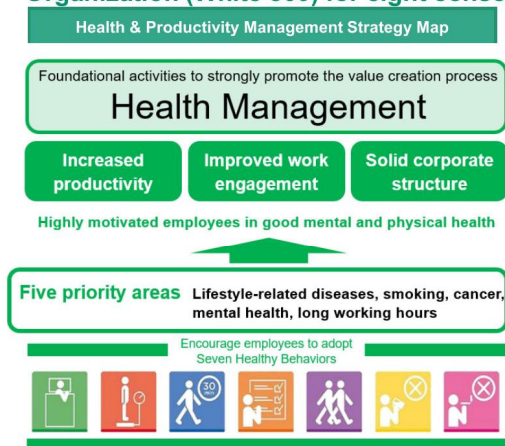 Health & Productivity Management Strategy Map
Foundational activities to strongly promote the value creation process
Health Management
Increased productivity
Improved work engagement
Solid corporate structure
Highly motivated employees in good mental and physical health
Five priority areas
Lifestyle-related diseases, smoking, cancer,
mental health, long working hours
Encourage employees to adopt
Seven Healthy Behaviors
30
min